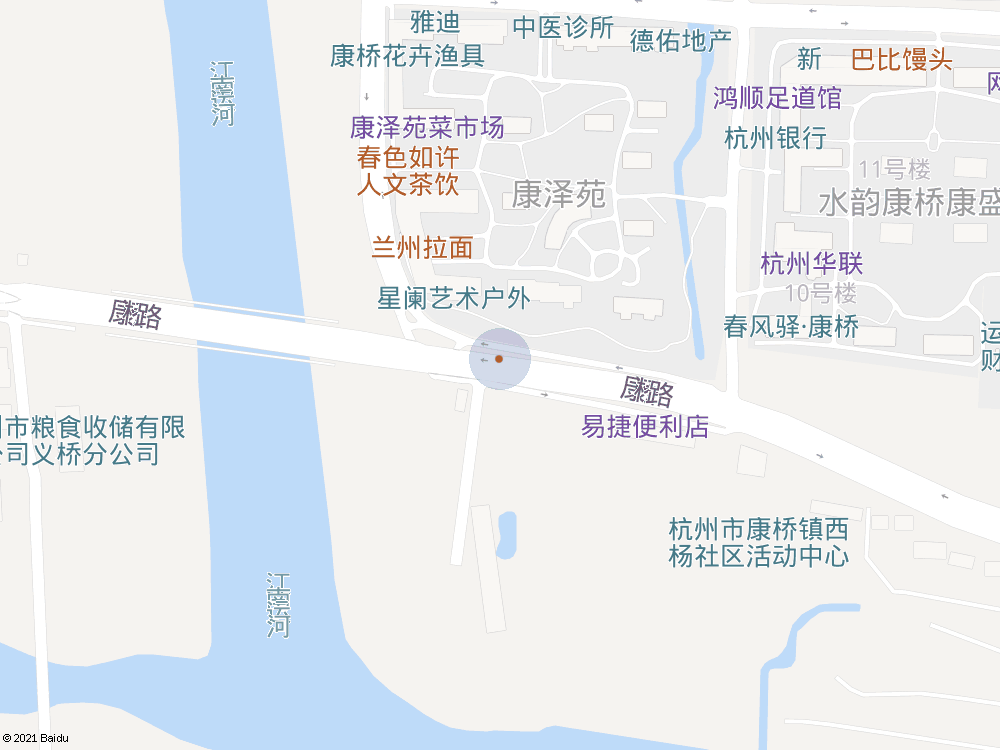 雅迪
中医诊所
德佑地产
康桥花卉渔具
新
巴比馒头
江南运河
鸿顺足道馆
康泽苑菜市场
杭州银行
春色如许
人文茶饮
11号楼
康泽苑
水韵康桥康盛
兰州拉面
杭州华联
10号楼
星阑艺术户外
康桥路
春风驿·康桥
运
财
康桥路
易捷便利店
州市粮食收储有限
公司义桥分公司
杭州市康桥镇西
杨社区活动中心
江南运河
© 2021 Baidu